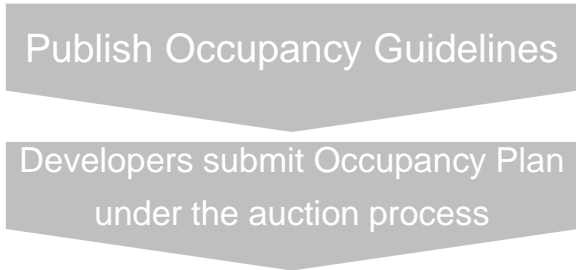 Publish Occupancy Guidelines
Developers submit Occupancy Plan
under the auction process